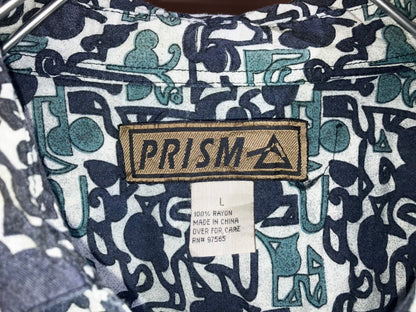 PRISM
L
100% RAYON
MADE IN CHINA
OVER FOR CARE
RN# 97565